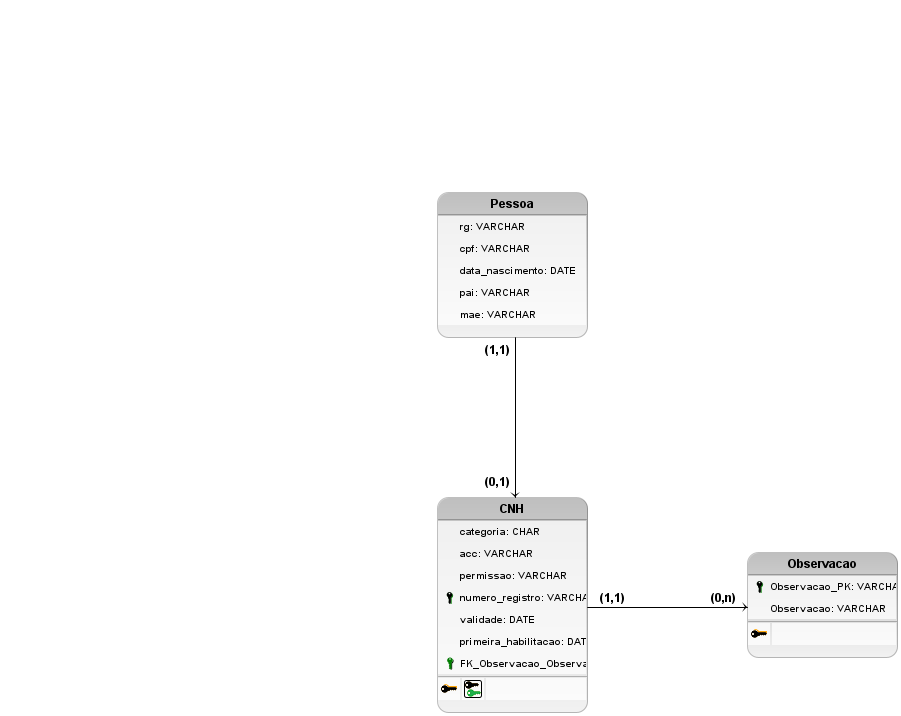 Pessoa
rg: VARCHAR
cpf: VARCHAR
data_nascimento: DATE
pai: VARCHAR
mae: VARCHAR
(1,1)
(0,1)
CNH
categoria: CHAR
acc: VARCHAR
permissao: VARCHAR
numero_registro: VARCHA
validade: DATE
primeira_habilitacao: DAT
FK_Observacao_Observa
(1,1)
(0,n)
Observacao
Observacao_PK: VARCHA
Observacao: VARCHAR